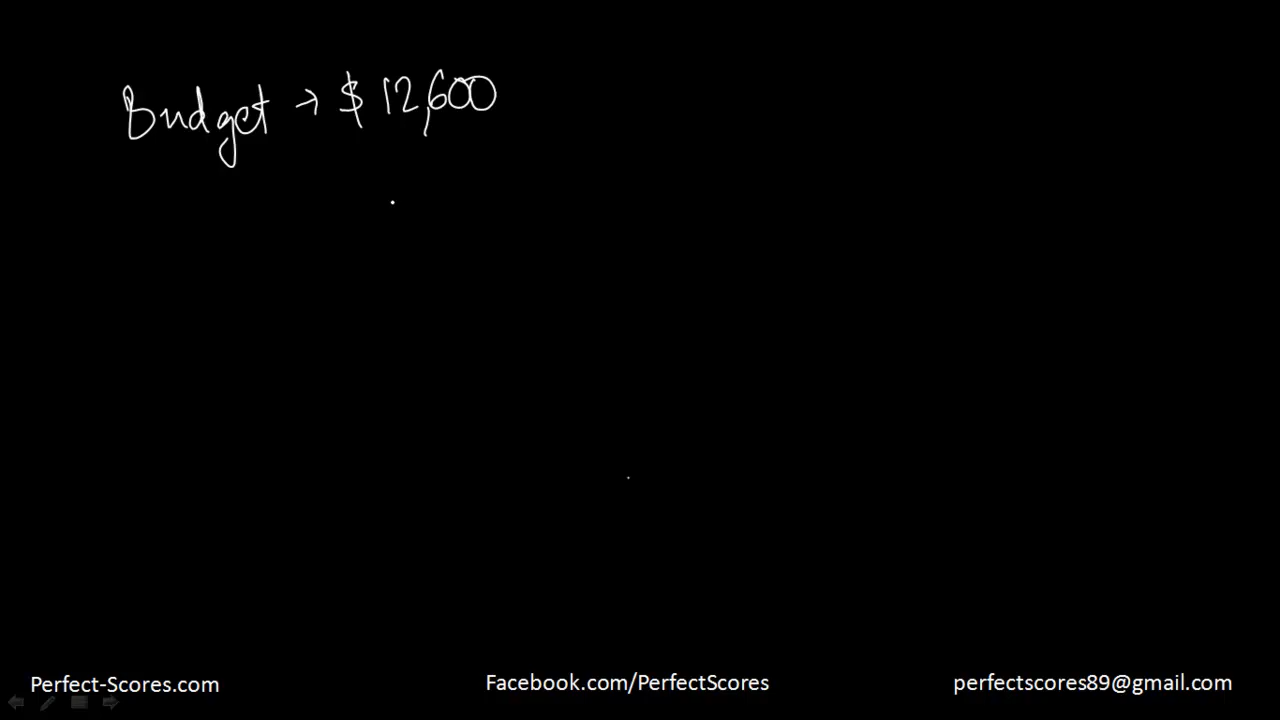 Budget → $ 12,600
Perfect-Scores.com
Facebook.com/PerfectScores
perfectscores89@gmail.com